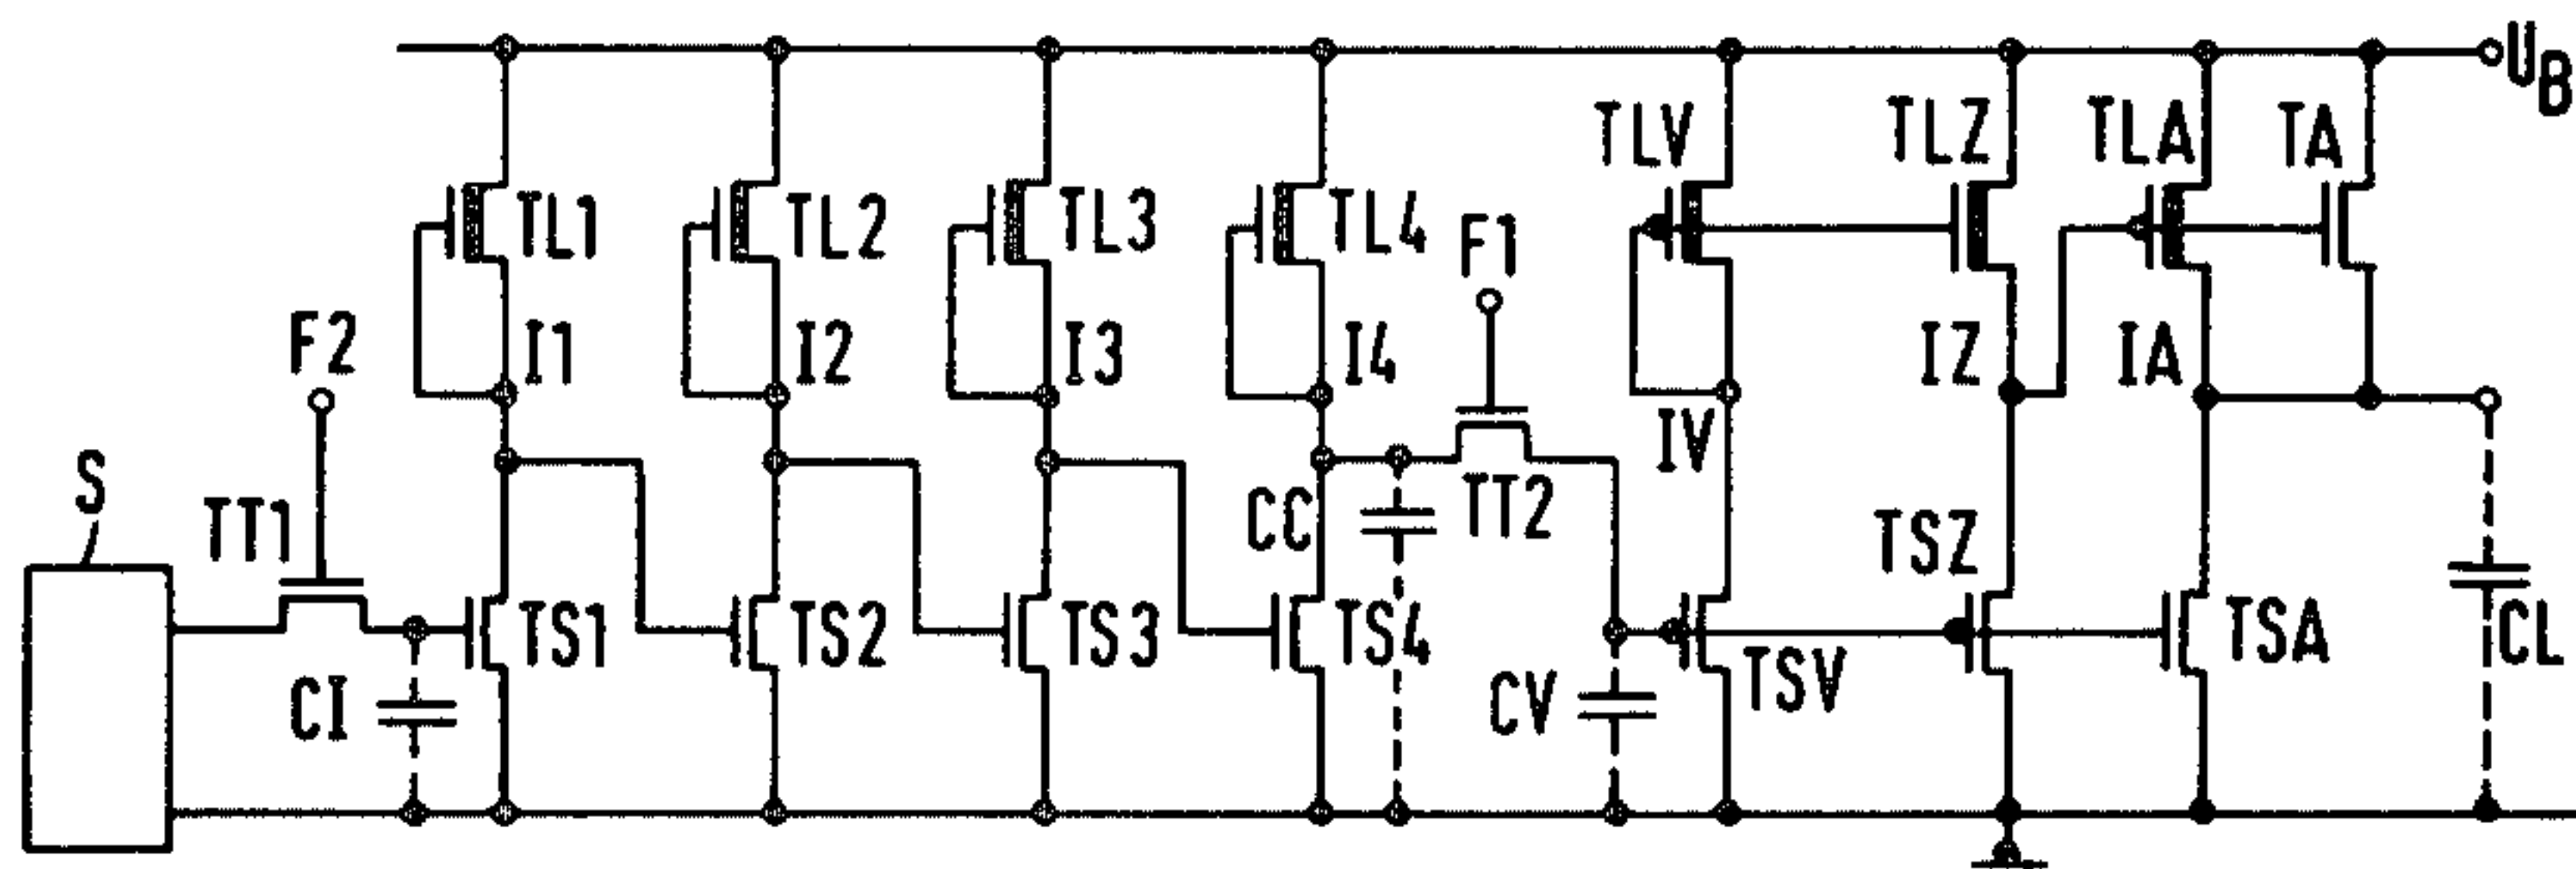 U_B
TLV TLZ TLA TA
TL1 TL2 TL3 TL4 F1
F2 I1 I2 I3 I4 IV IZ IA
S TT1 CC TT2 TSZ
CI TS1 TS2 TS3 TS4 CV TSV TSA CL